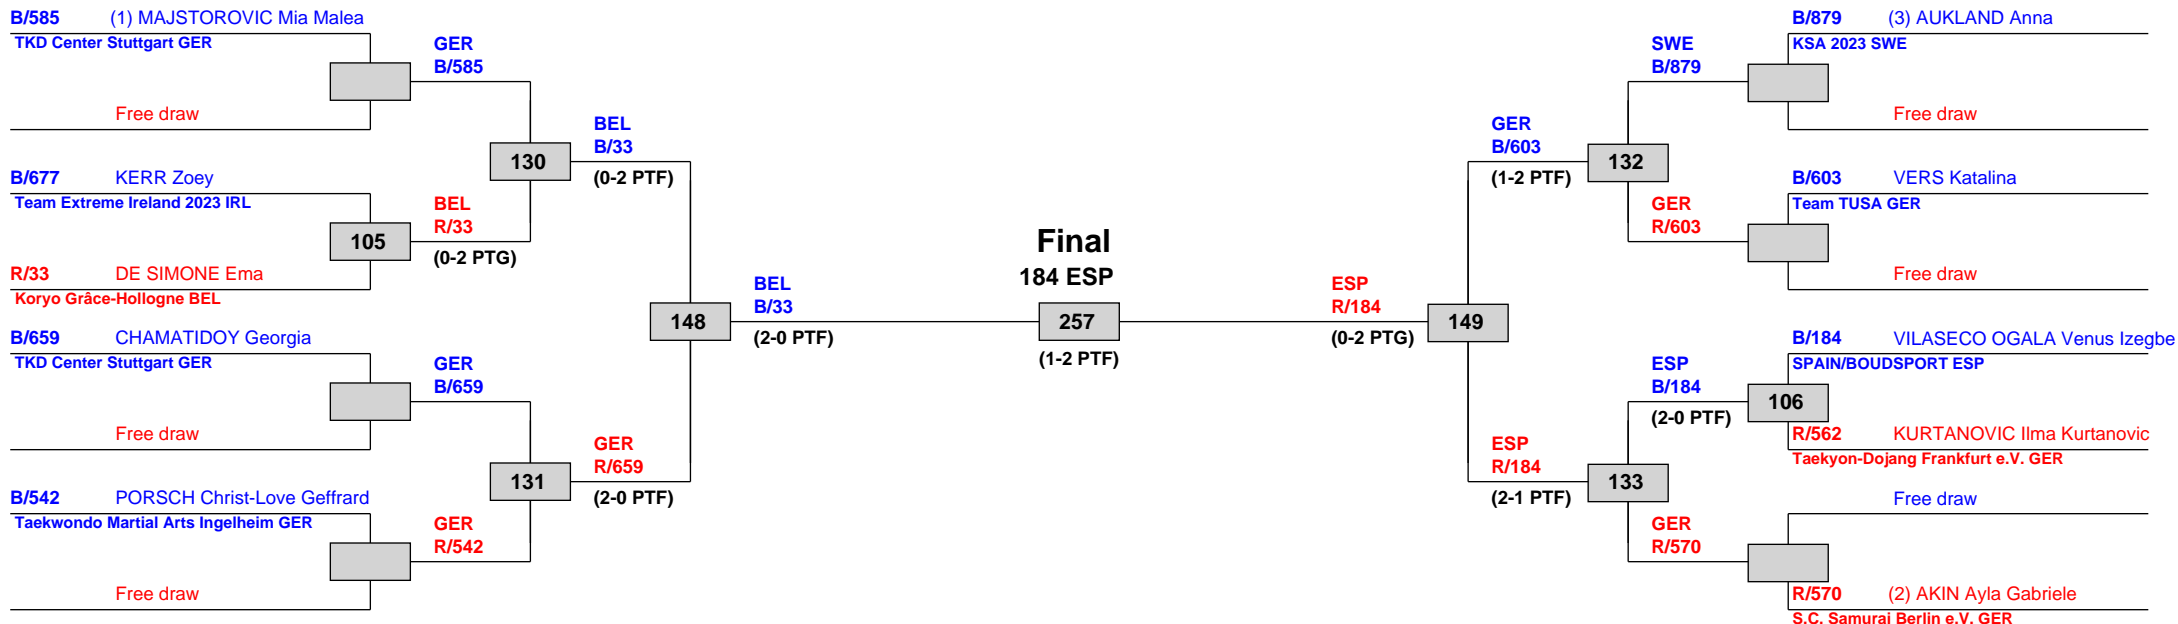 B/585 (1) MAJSTOROVIC Mia Malea
TKD Center Stuttgart GER
Free draw
GER
B/585
B/677 KERR Zoey
Team Extreme Ireland 2023 IRL
105
R/33 DE SIMONE Ema
Koryo Grâce-Hollogne BEL
BEL
R/33
(0-2 PTG)
130
BEL
B/33
(0-2 PTF)
B/659 CHAMATIDOY Georgia
TKD Center Stuttgart GER
Free draw
GER
B/659
B/542 PORSCH Christ-Love Geffrard
Taekwondo Martial Arts Ingelheim GER
Free draw
GER
R/542
131
GER
R/659
(2-0 PTF)
148
BEL
B/33
(2-0 PTF)
Final
184 ESP
257
(1-2 PTF)
ESP
R/184
(0-2 PTG)
149
GER
B/603
(1-2 PTF)
132
SWE
B/879
B/879 (3) AUKLAND Anna
KSA 2023 SWE
Free draw
GER
R/603
B/603 VERS Katalina
Team TUSA GER
Free draw
ESP
R/184
(2-1 PTF)
133
ESP
B/184
(2-0 PTF)
106
B/184 VILASECO OGALA Venus Izegbe
SPAIN/BOUDSPORT ESP
R/562 KURTANOVIC Ilma Kurtanovic
Taekyon-Dojang Frankfurt e.V. GER
GER
R/570
Free draw
R/570 (2) AKIN Ayla Gabriele
S.C. Samurai Berlin e.V. GER